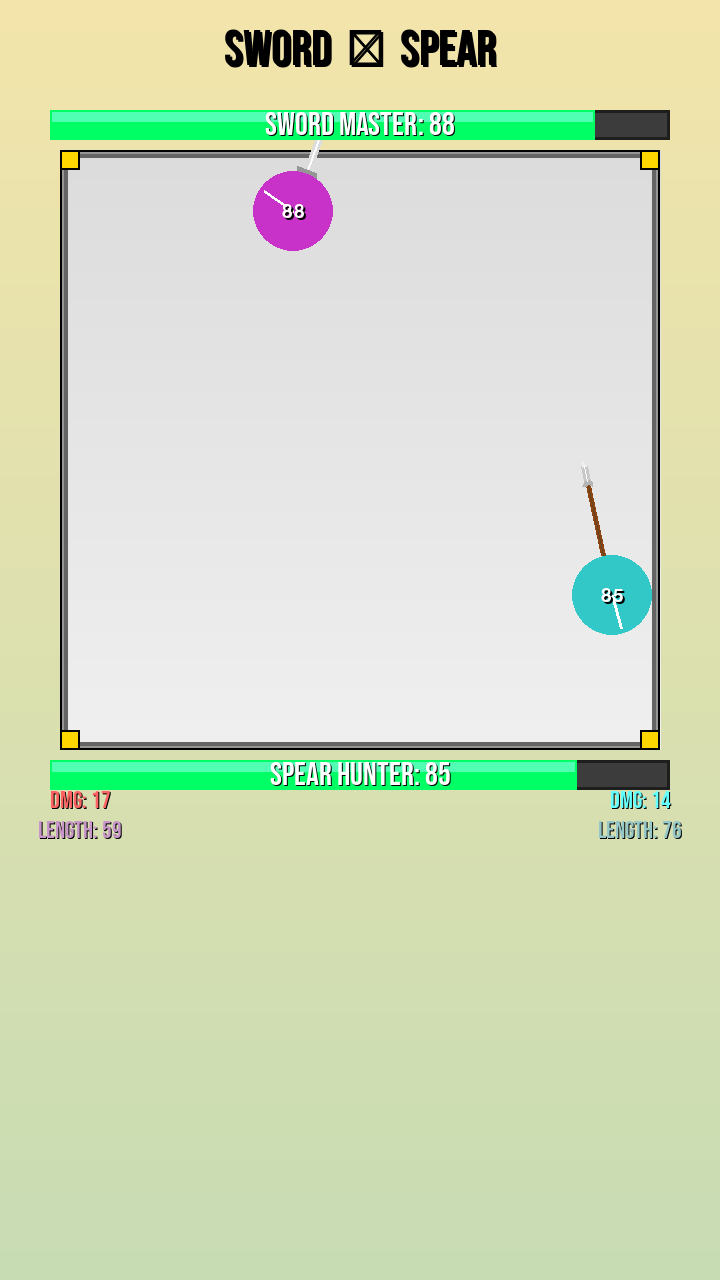 SWORD ☒ SPEAR
SWORD MASTER: 88
88
85
SPEAR HUNTER: 85
DMG: 17
DMG: 14
LENGTH: 59
LENGTH: 76